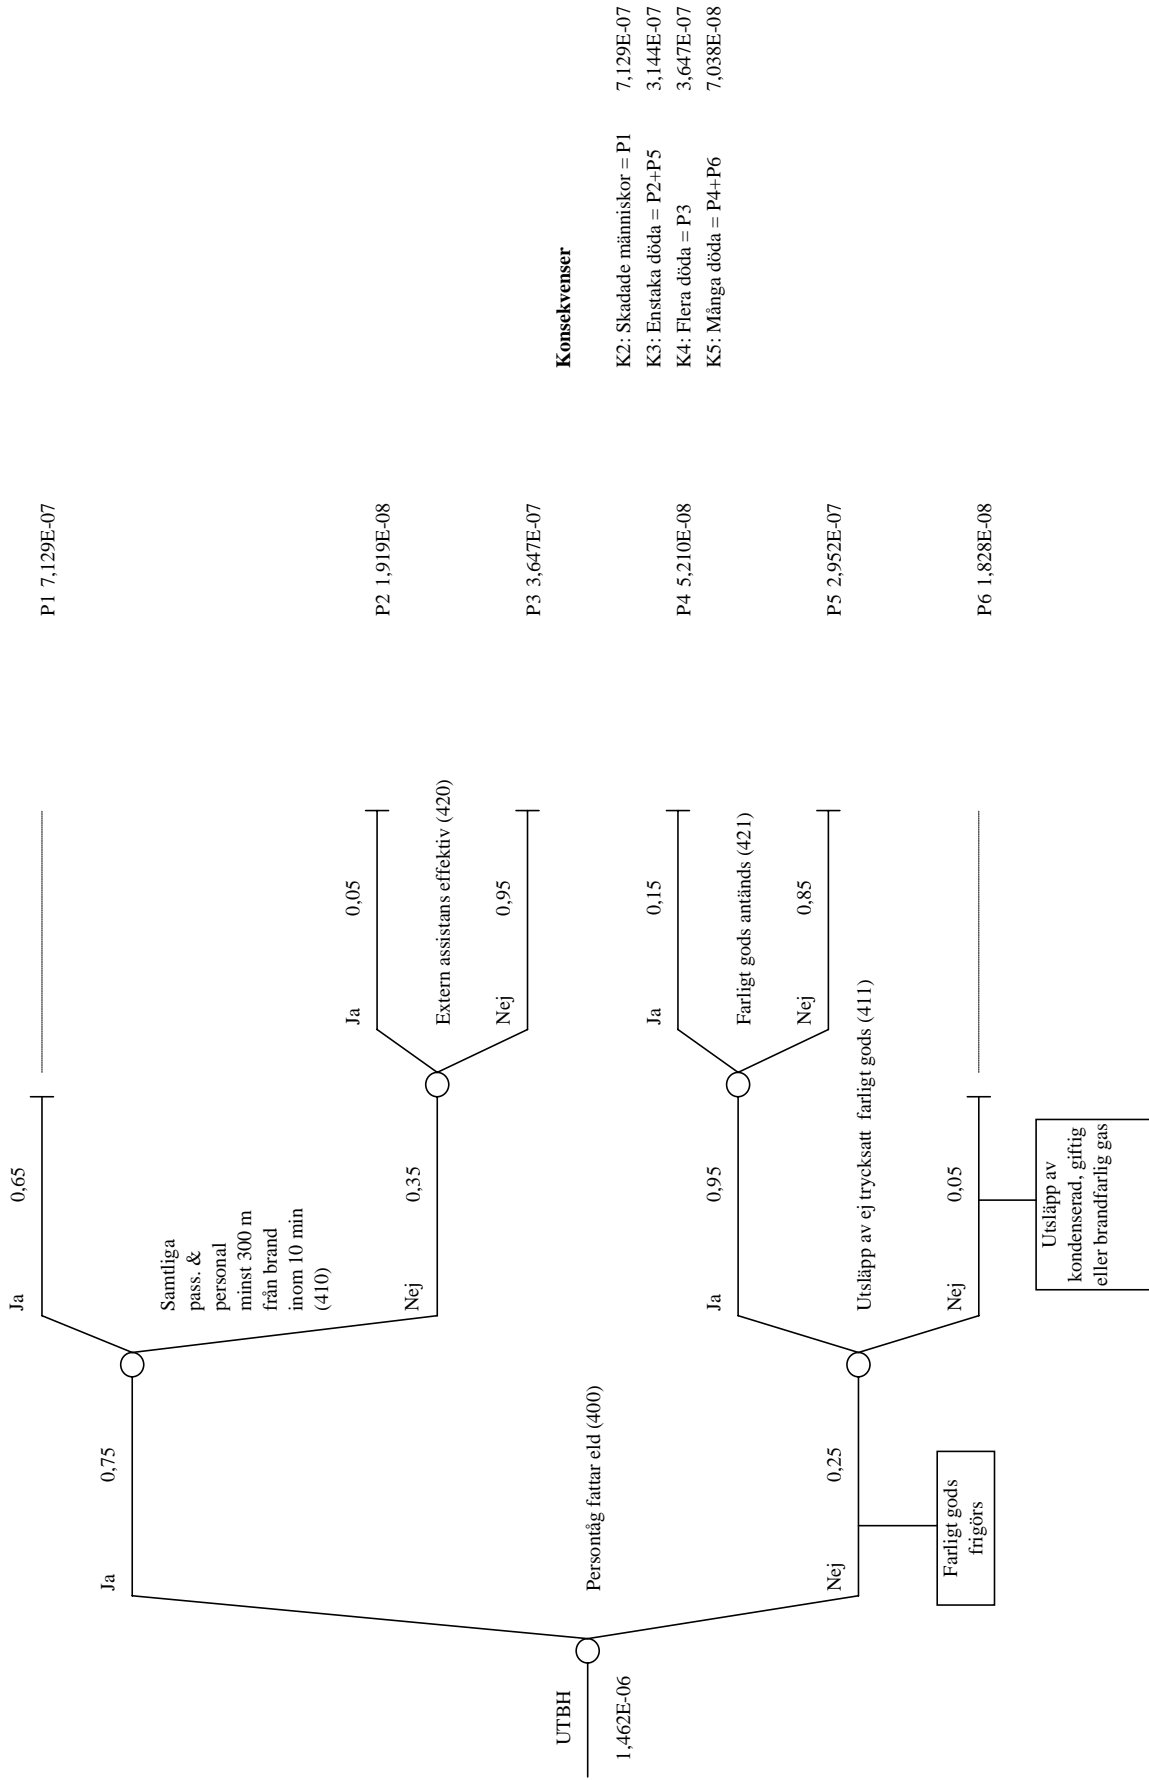 UTBH
1,462E-06
Ja
0,75
Persontåg fattar eld (400)
Nej
0,25
Farligt gods
frigörs
Ja
0,65
Samtliga
pass. &
personal
minst 300 m
från brand
inom 10 min
(410)
Nej
0,35
Ja
0,95
Utsläpp av ej trycksatt farligt gods (411)
Nej
0,05
Utsläpp av
kondenserad, giftig
eller brandfarlig gas
Ja
0,05
Extern assistans effektiv (420)
Nej
0,95
Ja
0,15
Farligt gods antänds (421)
Nej
0,85
P1 7,129E-07
P2 1,919E-08
P3 3,647E-07
P4 5,210E-08
P5 2,952E-07
P6 1,828E-08
Konsekvenser
K2: Skadade människor = P1 7,129E-07
K3: Enstaka döda = P2+P5 3,144E-07
K4: Flera döda = P3 3,647E-07
K5: Många döda = P4+P6 7,038E-08